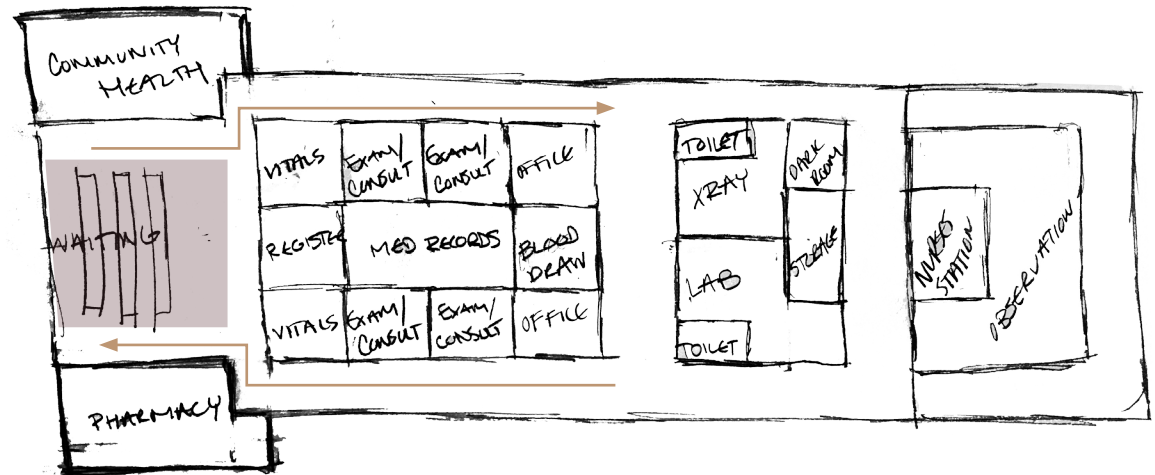 COMMUNITY
HEALTH
WAITING
PHARMACY
VITALS
EXAM/
CONSULT
EXAM/
CONSULT
OFFICE
REGISTER
MED RECORDS
BLOOD
DRAW
VITALS
EXAM/
CONSULT
EXAM/
CONSULT
OFFICE
TOILET
XRAY
DARK
ROOM
LAB
STORAGE
TOILET
NURSES
STATION
OBSERVATION